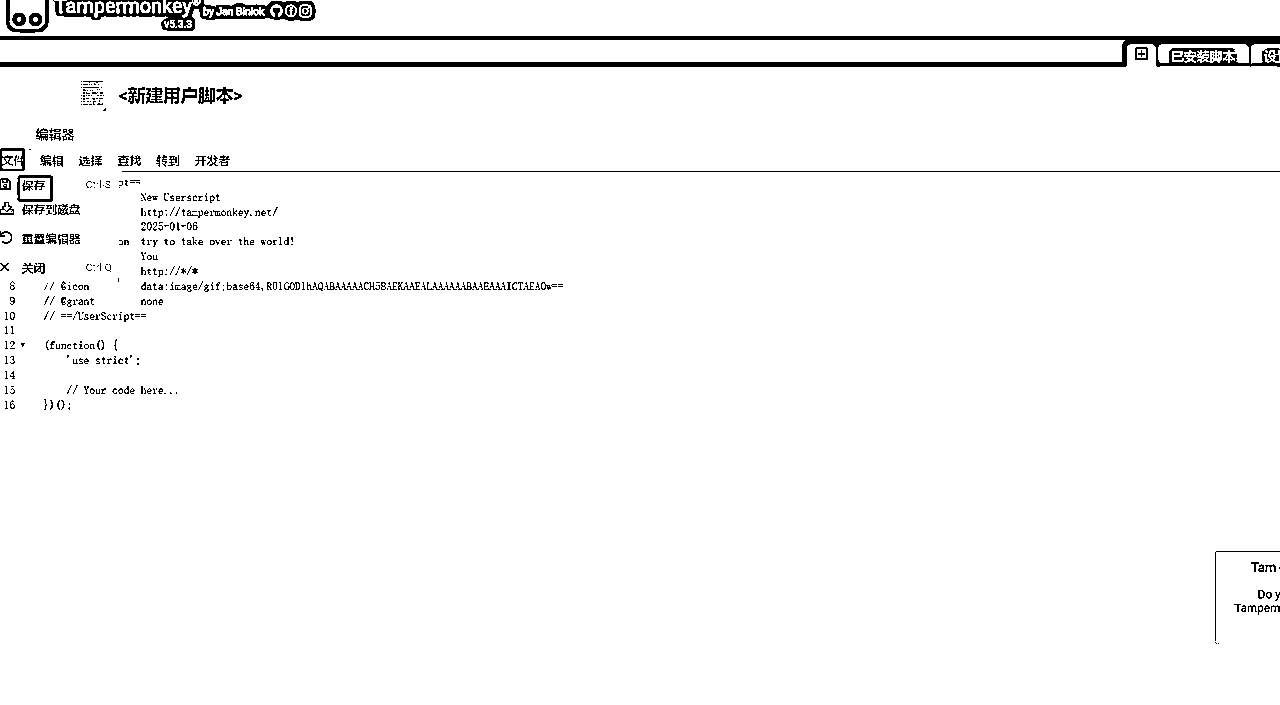 Tampermonkey® by Jan Biniok
v5.3.3
已安装脚本
<新建用户脚本>
编辑器
文件 编辑 选择 查找 转到 开发者
保存 Ctrl-S pt==
New Userscript
保存到磁盘 http://tampermonkey.net/
2025-01-06
重置编辑器 on try to take over the world!
You
关闭 Ctrl-Q http://*/*
8 // @icon data:image/gif;base64,R0lGODlhAQABAAAAACH5BAEKAAEALAAAAAABAAEAAAICTAEAOw==
9 // @grant none
10 // ==/UserScript==
11
12 (function() {
13 'use strict';
14
15 // Your code here...
16 })();
Tam
Do y
Tamperm